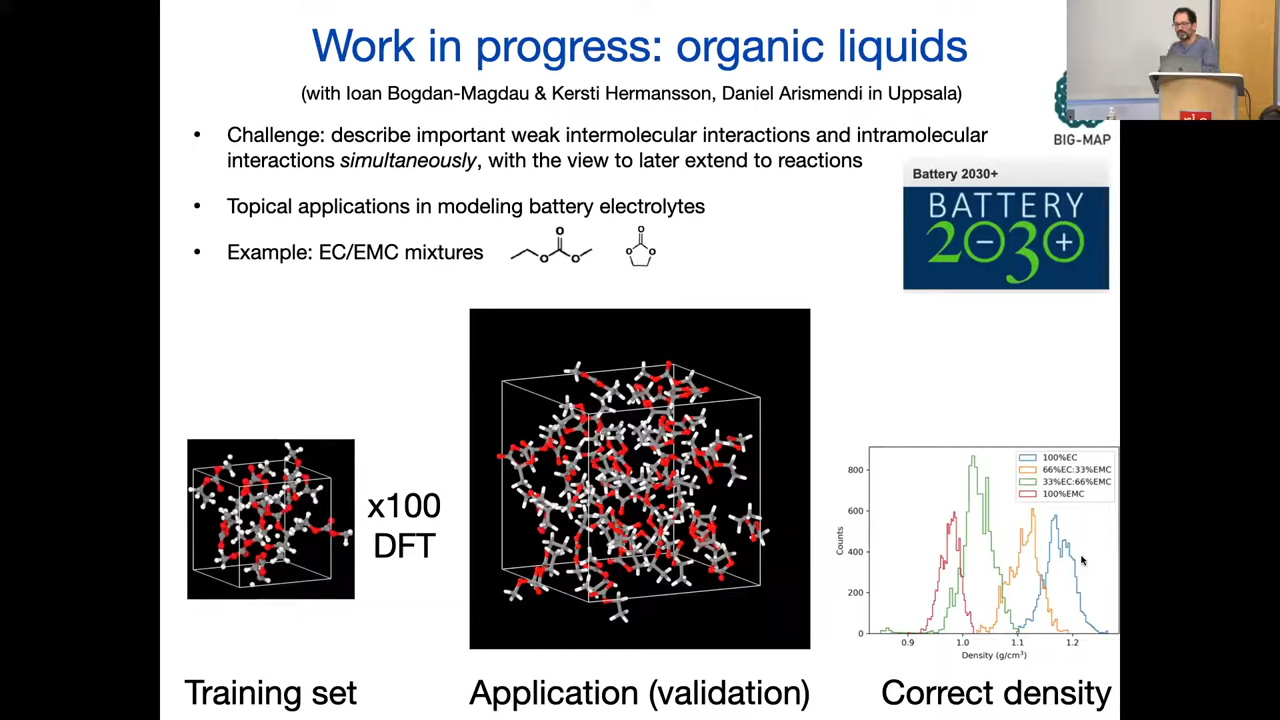 Work in progress: organic liquids
(with Ioan Bogdan-Magdau & Kersti Hermansson, Daniel Arismendi in Uppsala)
BIG-MAP
• Challenge: describe important weak intermolecular interactions and intramolecular
interactions simultaneously, with the view to later extend to reactions
Battery 2030+
BATTERY
2030+
• Topical applications in modeling battery electrolytes
• Example: EC/EMC mixtures
O
O
O
O
O
O
x100
DFT
100%EC
66%EC:33%EMC
33%EC:66%EMC
100%EMC
800
600
400
200
0
Counts
0.9 1.0 1.1 1.2
Density (g/cm³)
Training set
Application (validation)
Correct density